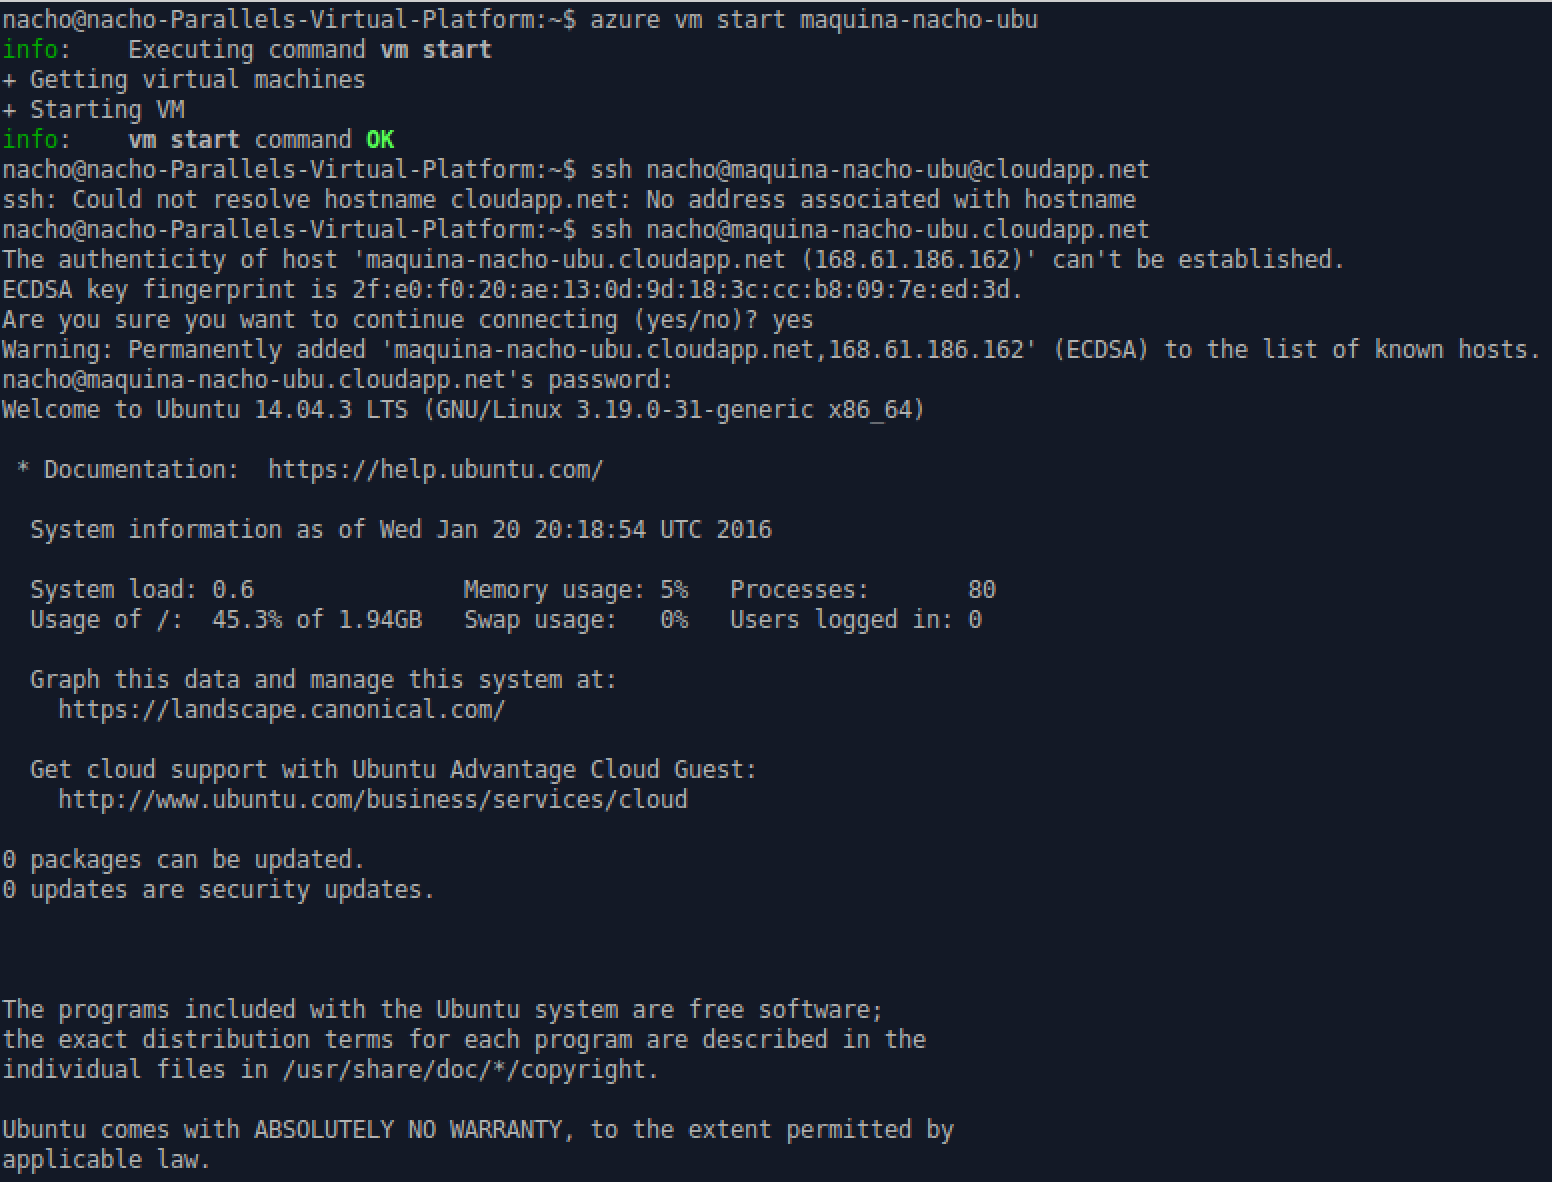 nacho@nacho-Parallels-Virtual-Platform:~$ azure vm start maquina-nacho-ubu
info:    Executing command vm start
+ Getting virtual machines
+ Starting VM
info:    vm start command OK
nacho@nacho-Parallels-Virtual-Platform:~$ ssh nacho@maquina-nacho-ubu@cloudapp.net
ssh: Could not resolve hostname cloudapp.net: No address associated with hostname
nacho@nacho-Parallels-Virtual-Platform:~$ ssh nacho@maquina-nacho-ubu.cloudapp.net
The authenticity of host 'maquina-nacho-ubu.cloudapp.net (168.61.186.162)' can't be established.
ECDSA key fingerprint is 2f:e0:f0:20:ae:13:0d:9d:18:3c:cc:b8:09:7e:ed:3d.
Are you sure you want to continue connecting (yes/no)? yes
Warning: Permanently added 'maquina-nacho-ubu.cloudapp.net,168.61.186.162' (ECDSA) to the list of known hosts.
nacho@maquina-nacho-ubu.cloudapp.net's password:
Welcome to Ubuntu 14.04.3 LTS (GNU/Linux 3.19.0-31-generic x86_64)

 * Documentation:  https://help.ubuntu.com/

  System information as of Wed Jan 20 20:18:54 UTC 2016

  System load: 0.6               Memory usage: 5%   Processes:       80
  Usage of /:  45.3% of 1.94GB   Swap usage:   0%   Users logged in: 0

  Graph this data and manage this system at:
    https://landscape.canonical.com/

  Get cloud support with Ubuntu Advantage Cloud Guest:
    http://www.ubuntu.com/business/services/cloud

0 packages can be updated.
0 updates are security updates.

The programs included with the Ubuntu system are free software;
the exact distribution terms for each program are described in the
individual files in /usr/share/doc/*/copyright.

Ubuntu comes with ABSOLUTELY NO WARRANTY, to the extent permitted by
applicable law.